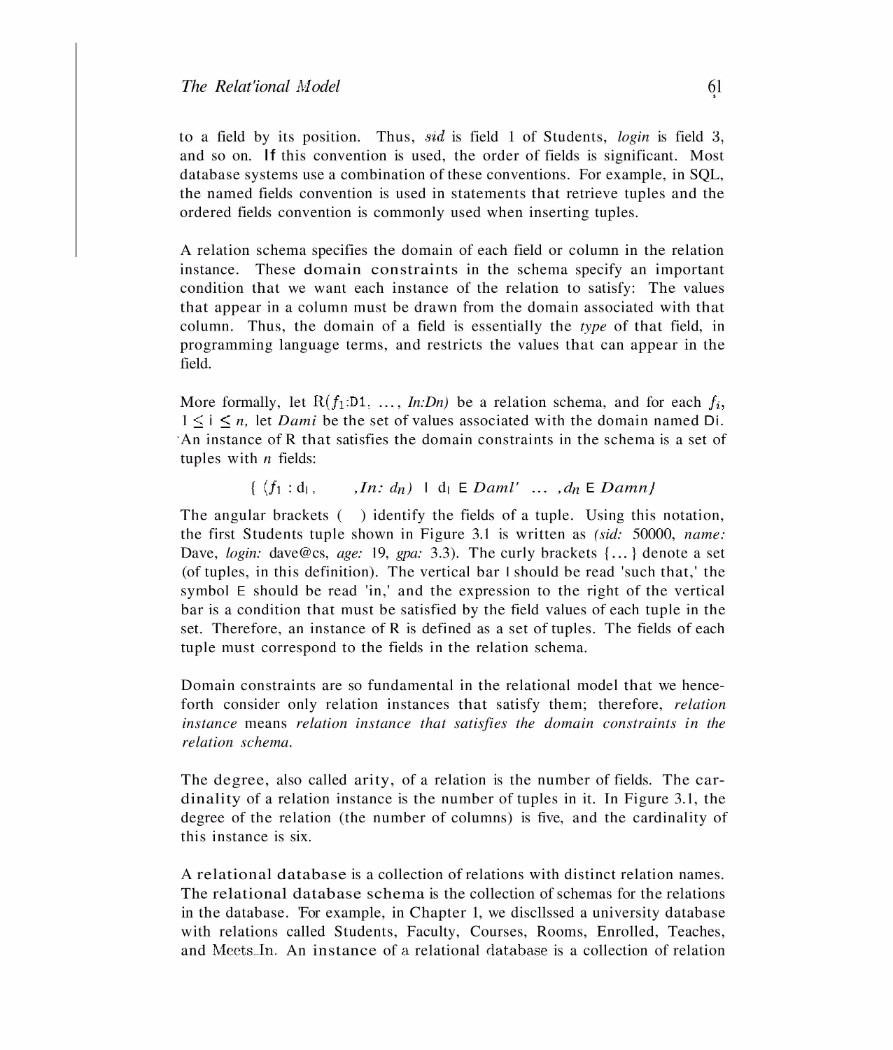 The Relat'ional Model 61
to a field by its position. Thus, sid is field 1 of Students, login is field 3,
and so on. If this convention is used, the order of fields is significant. Most
database systems use a combination of these conventions. For example, in SQL,
the named fields convention is used in statements that retrieve tuples and the
ordered fields convention is commonly used when inserting tuples.
A relation schema specifies the domain of each field or column in the relation
instance. These domain constraints in the schema specify an important
condition that we want each instance of the relation to satisfy: The values
that appear in a column must be drawn from the domain associated with that
column. Thus, the domain of a field is essentially the type of that field, in
programming language terms, and restricts the values that can appear in the
field.
More formally, let R(f1:D1, ..., In:Dn) be a relation schema, and for each fi,
1 ≤ i ≤ n, let Dami be the set of values associated with the domain named Di.
An instance of R that satisfies the domain constraints in the schema is a set of
tuples with n fields:
{ (f1 : dl , ,In: dn) I dl E Daml' ... ,dn E Damn}
The angular brackets ( ) identify the fields of a tuple. Using this notation,
the first Students tuple shown in Figure 3.1 is written as (sid: 50000, name:
Dave, login: dave@cs, age: 19, gpa: 3.3). The curly brackets {... } denote a set
(of tuples, in this definition). The vertical bar I should be read 'such that,' the
symbol E should be read 'in,' and the expression to the right of the vertical
bar is a condition that must be satisfied by the field values of each tuple in the
set. Therefore, an instance of R is defined as a set of tuples. The fields of each
tuple must correspond to the fields in the relation schema.
Domain constraints are so fundamental in the relational model that we hence-
forth consider only relation instances that satisfy them; therefore, relation
instance means relation instance that satisfies the domain constraints in the
relation schema.
The degree, also called arity, of a relation is the number of fields. The car-
dinality of a relation instance is the number of tuples in it. In Figure 3.1, the
degree of the relation (the number of columns) is five, and the cardinality of
this instance is six.
A relational database is a collection of relations with distinct relation names.
The relational database schema is the collection of schemas for the relations
in the database. For example, in Chapter 1, we discllssed a university database
with relations called Students, Faculty, Courses, Rooms, Enrolled, Teaches,
and Meets_In. An instance of a relational database is a collection of relation